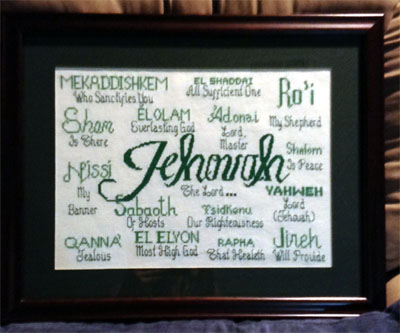 MEKADDISHKEM
Who Sanctifies You
EL SHADDAI
All Sufficient One
Ro'i
My Shepherd
Sham
Is There
EL OLAM
Everlasting God
Adonai
Lord,
Master
Shalom
Is Peace
Jehovah
The Lord...
Nissi
My
Banner
YAHWEH
Lord
(Jehovah)
Sabaoth
Of Hosts
Tsidkenu
Our Righteousness
QANNA
Jealous
EL ELYON
Most High God
RAPHA
That Healeth
Jireh
Will Provide